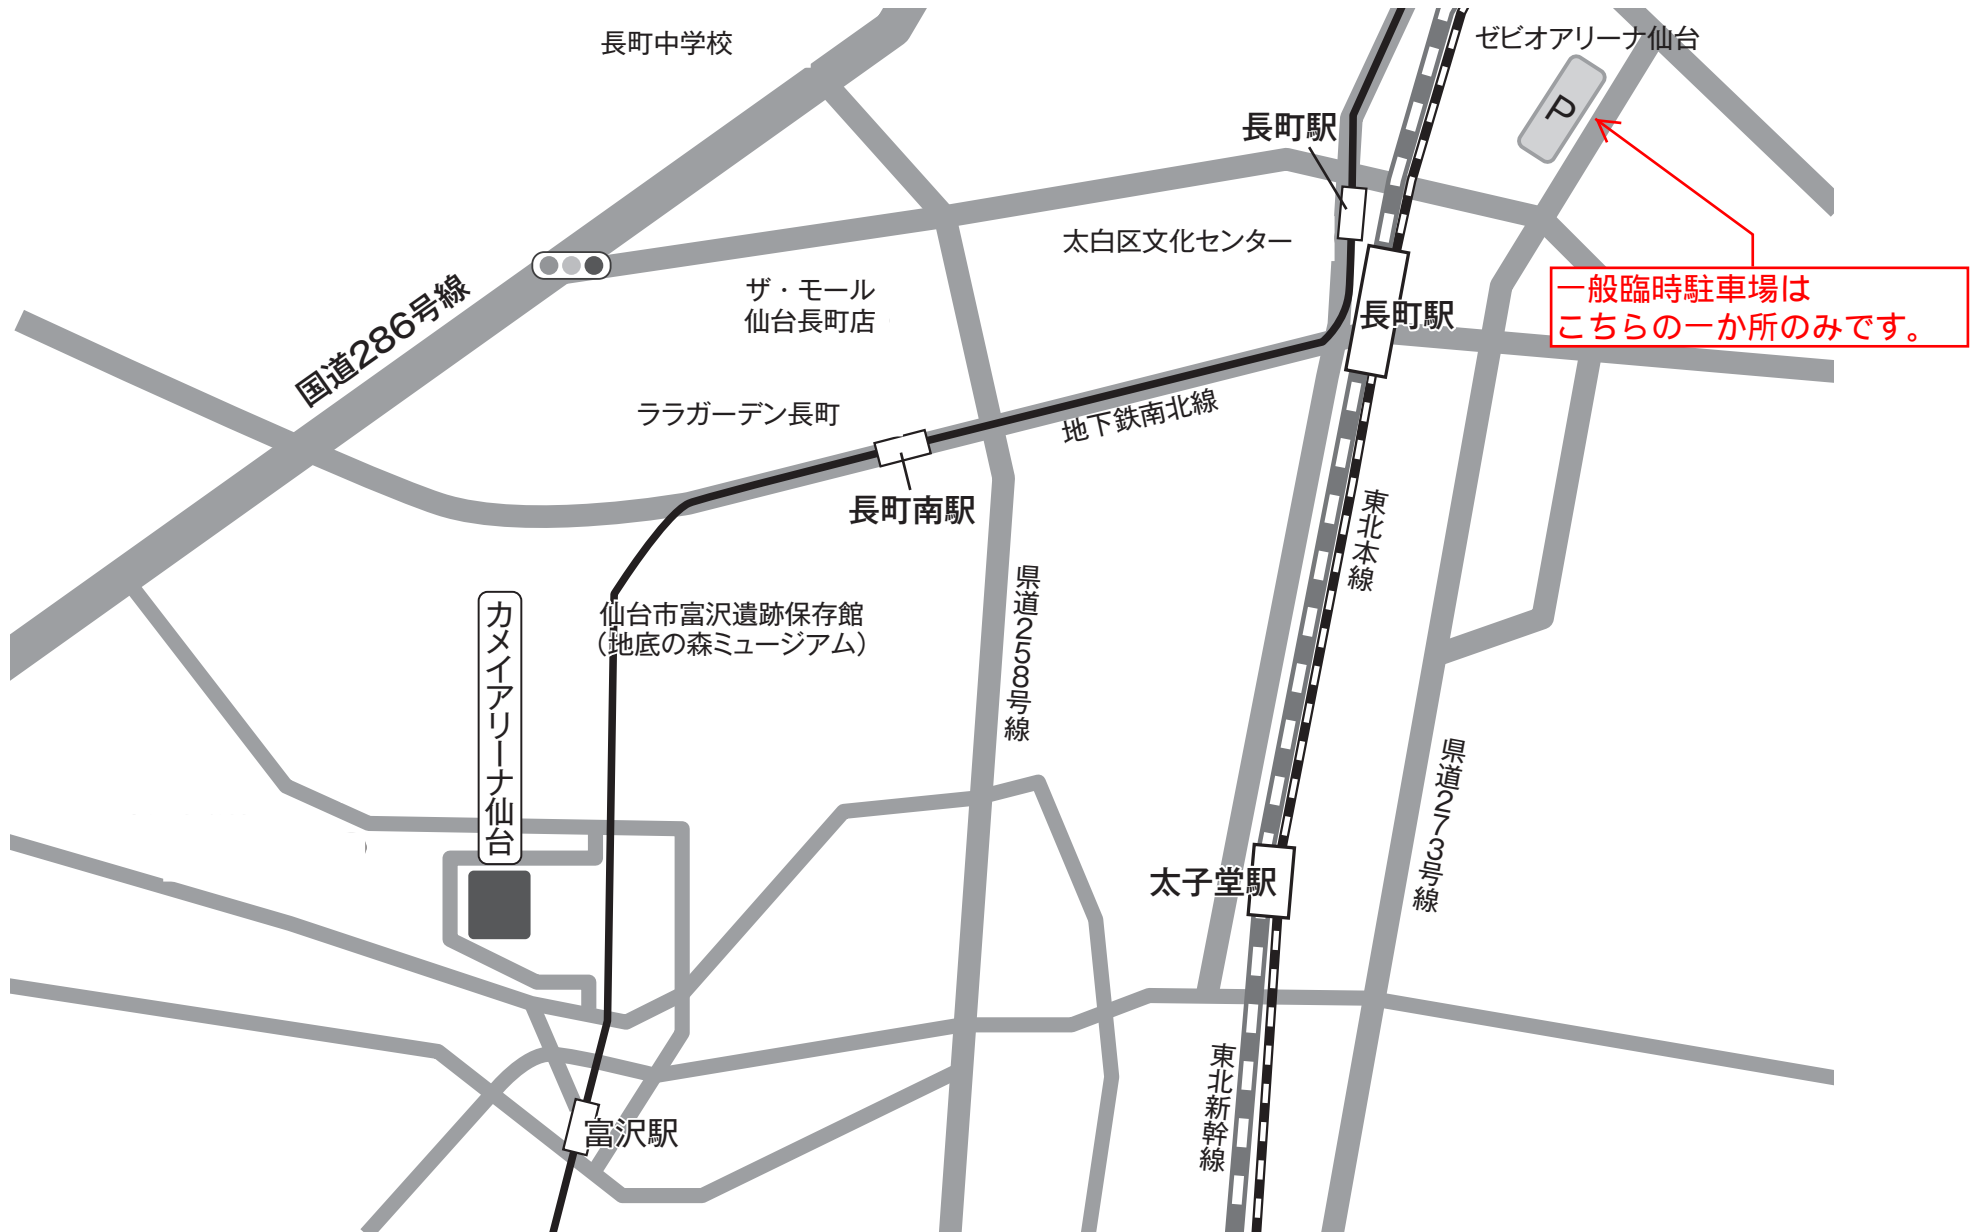 長町中学校
ゼビオアリーナ仙台
P
長町駅
太白区文化センター
ザ・モール
仙台長町店
一般臨時駐車場は
こちらの一か所のみです。
長町駅
国道286号線
ララガーデン長町
地下鉄南北線
長町南駅
東北本線
県道258号線
カメイアリーナ仙台
仙台市富沢遺跡保存館
（地底の森ミュージアム）
県道273号線
太子堂駅
東北新幹線
富沢駅